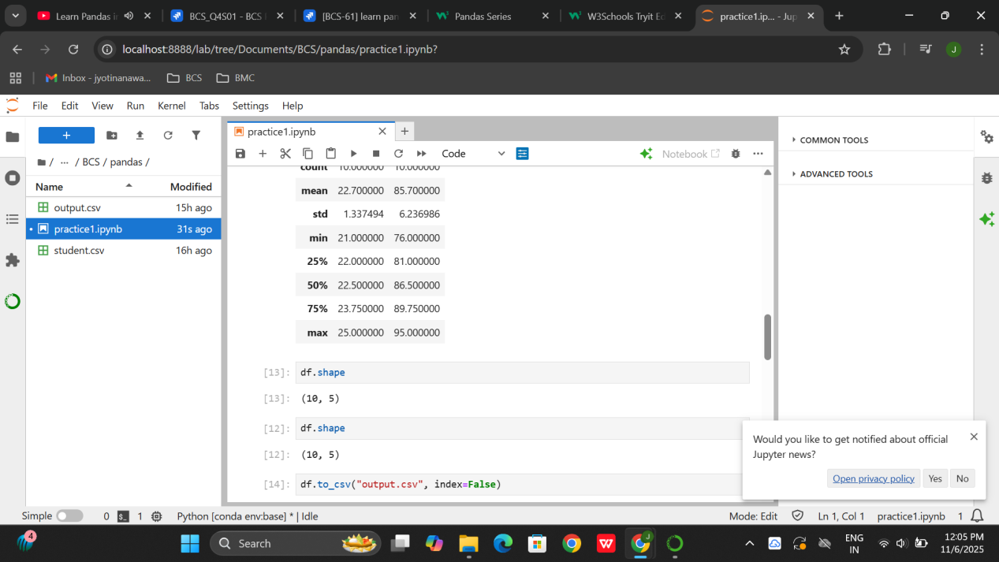 Learn Pandas in
BCS_Q4S01 - BCS
[BCS-61] learn pan
Pandas Series
W3Schools Tryit Ed
practice1.ip... - Jup
localhost:8888/lab/tree/Documents/BCS/pandas/practice1.ipynb?
J
Inbox - jyotinanawa...
BCS
BMC
File Edit View Run Kernel Tabs Settings Help
practice1.ipynb
+
/ ... / BCS / pandas /
Name Modified
output.csv 15h ago
practice1.ipynb 31s ago
student.csv 16h ago
Code
Notebook
COMMON TOOLS
ADVANCED TOOLS
count 10.000000 10.000000
mean 22.700000 85.700000
std 1.337494 6.236986
min 21.000000 76.000000
25% 22.000000 81.000000
50% 22.500000 86.500000
75% 23.750000 89.750000
max 25.000000 95.000000
[13]: df.shape
[13]: (10, 5)
[12]: df.shape
[12]: (10, 5)
[14]: df.to_csv("output.csv", index=False)
Would you like to get notified about official
Jupyter news?
Open privacy policy Yes No
Simple 0 $_ 1 Python [conda env:base] * | Idle Mode: Edit Ln 1, Col 1 practice1.ipynb 1
4
Search
J
ENG
IN
12:05 PM
11/6/2025